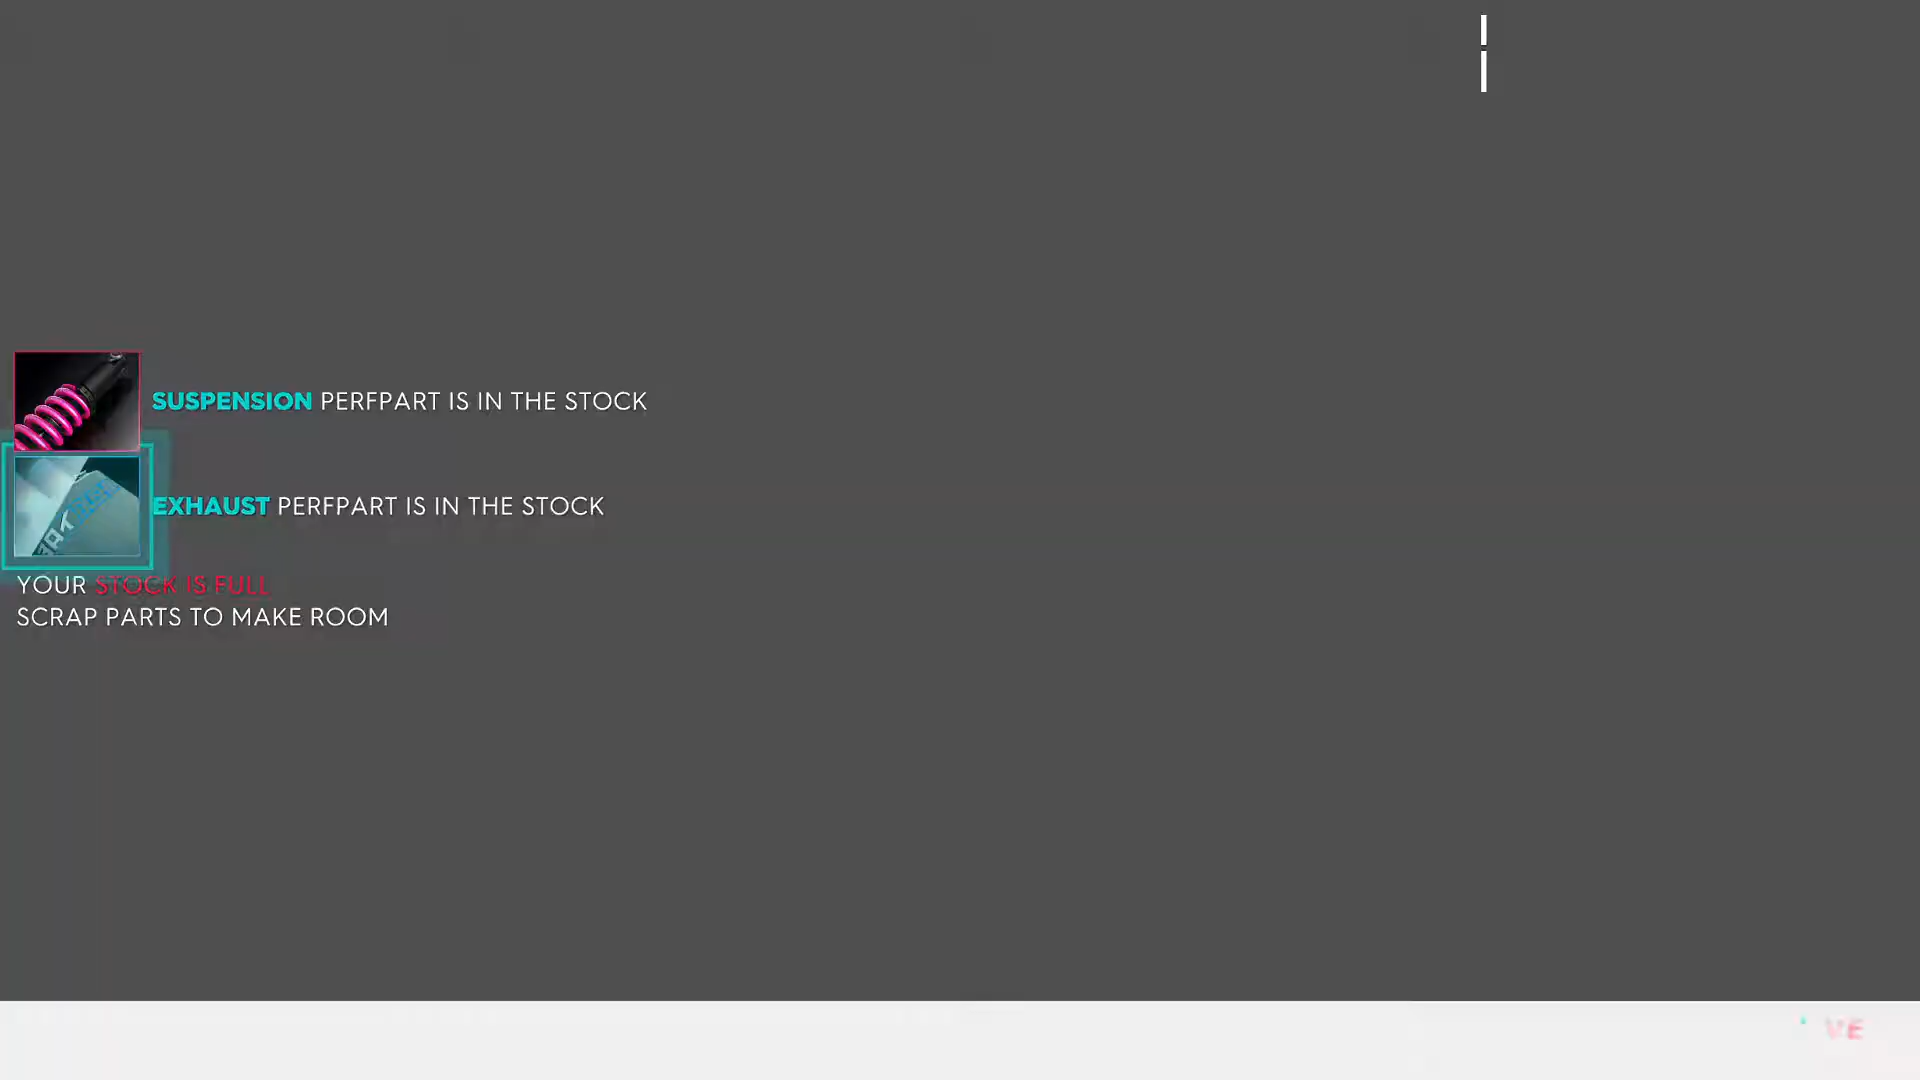 SUSPENSION PERFPART IS IN THE STOCK
EXHAUST PERFPART IS IN THE STOCK
YOUR STOCK IS FULL
SCRAP PARTS TO MAKE ROOM
VE